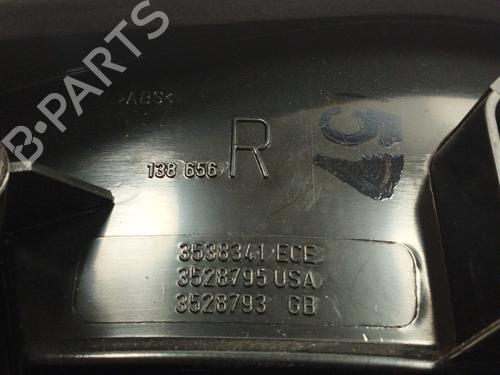 B-PARTS
>ABS<
138 656 R
3538341 ECE
3528795 USA
3528793 GB